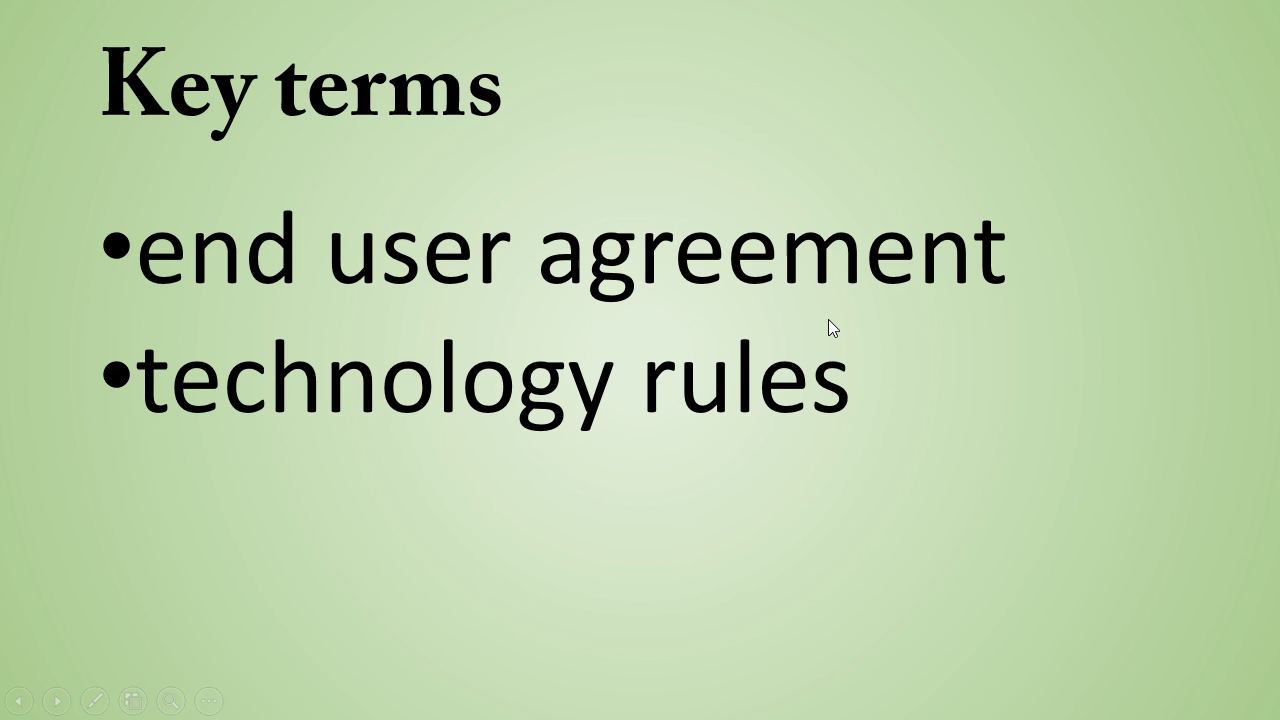 Key terms
•end user agreement
•technology rules